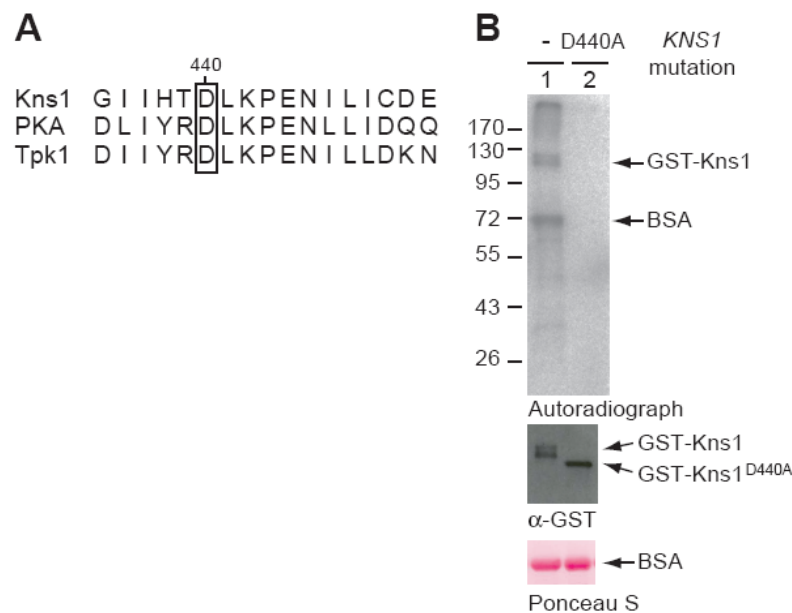 A
440
Kns1 G I I H T D L K P E N I L I C D E
PKA D L I Y R D L K P E N L L I D Q Q
Tpk1 D I I Y R D L K P E N I L L D K N
B
- D440A KNS1
1 2 mutation
170
130
GST-Kns1
95
72
BSA
55
43
26
Autoradiograph
GST-Kns1
GST-Kns1D440A
α-GST
BSA
Ponceau S